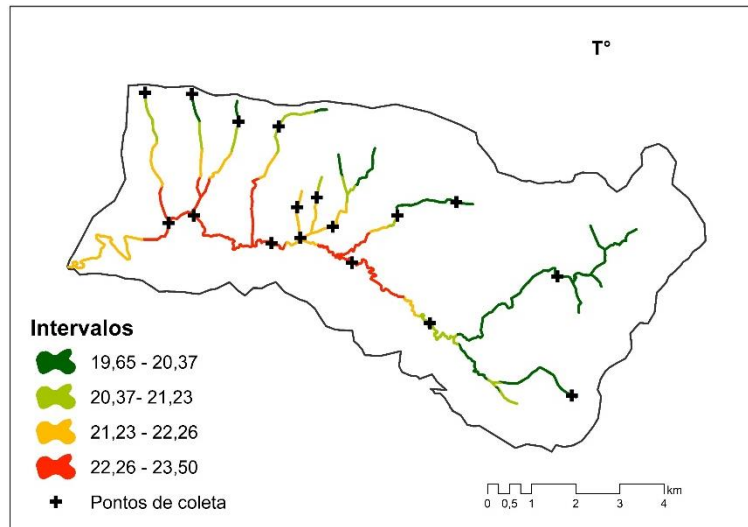 T°
Intervalos
19,65 - 20,37
20,37- 21,23
21,23 - 22,26
22,26 - 23,50
Pontos de coleta
km
0 0,5 1 2 3 4